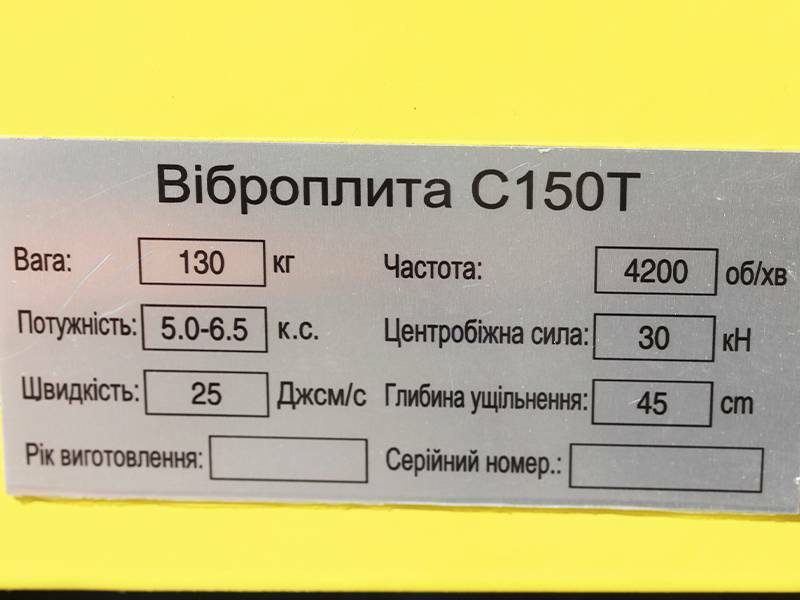 Віброплита С150Т
Вага: 130 кг Частота: 4200 об/хв
Потужність: 5.0-6.5 к.с. Центробіжна сила: 30 кН
Швидкість: 25 Джсм/с Глибина ущільнення: 45 cm
Рік виготовлення: Серійний номер.: